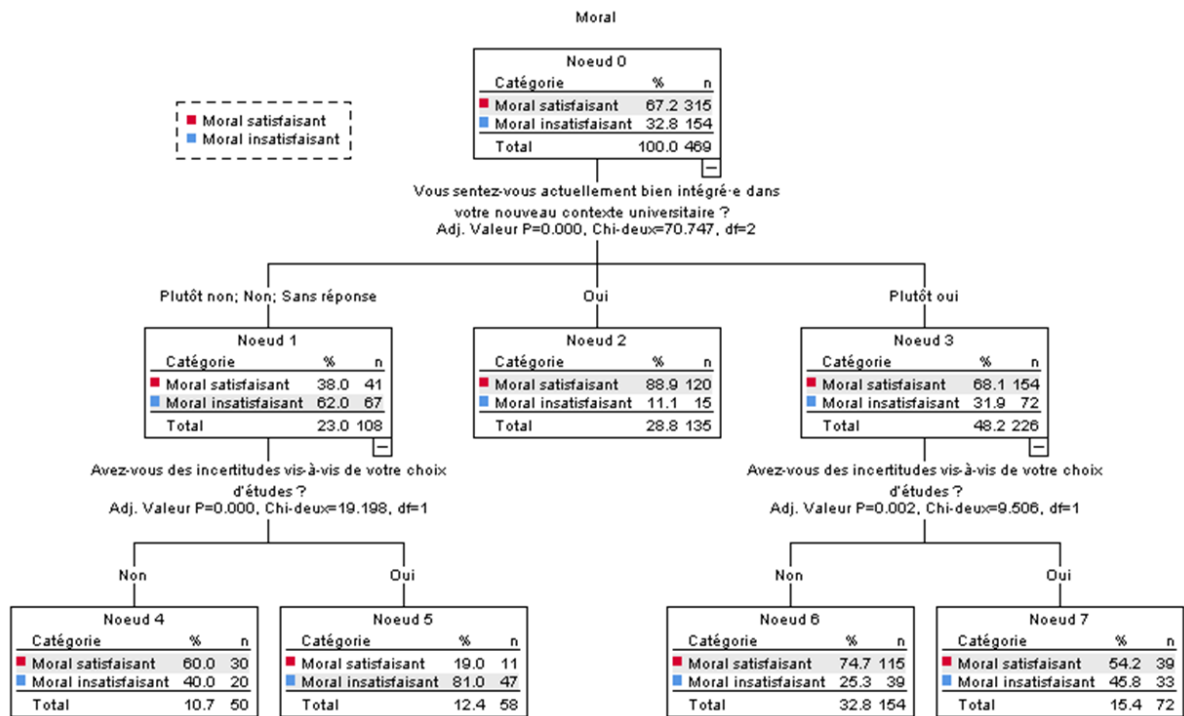 Moral
Noeud 0
Catégorie % n
Moral satisfaisant 67.2 315
Moral insatisfaisant 32.8 154
Total 100.0 469
Moral satisfaisant
Moral insatisfaisant
Vous sentez-vous actuellement bien intégré·e dans
votre nouveau contexte universitaire ?
Adj. Valeur P=0.000, Chi-deux=70.747, df=2
Plutôt non; Non; Sans réponse
Oui
Plutôt oui
Noeud 1
Catégorie % n
Moral satisfaisant 38.0 41
Moral insatisfaisant 62.0 67
Total 23.0 108
Noeud 2
Catégorie % n
Moral satisfaisant 88.9 120
Moral insatisfaisant 11.1 15
Total 28.8 135
Noeud 3
Catégorie % n
Moral satisfaisant 68.1 154
Moral insatisfaisant 31.9 72
Total 48.2 226
Avez-vous des incertitudes vis-à-vis de votre choix
d'études ?
Adj. Valeur P=0.000, Chi-deux=19.198, df=1
Avez-vous des incertitudes vis-à-vis de votre choix
d'études ?
Adj. Valeur P=0.002, Chi-deux=9.506, df=1
Non
Oui
Non
Oui
Noeud 4
Catégorie % n
Moral satisfaisant 60.0 30
Moral insatisfaisant 40.0 20
Total 10.7 50
Noeud 5
Catégorie % n
Moral satisfaisant 19.0 11
Moral insatisfaisant 81.0 47
Total 12.4 58
Noeud 6
Catégorie % n
Moral satisfaisant 74.7 115
Moral insatisfaisant 25.3 39
Total 32.8 154
Noeud 7
Catégorie % n
Moral satisfaisant 54.2 39
Moral insatisfaisant 45.8 33
Total 15.4 72